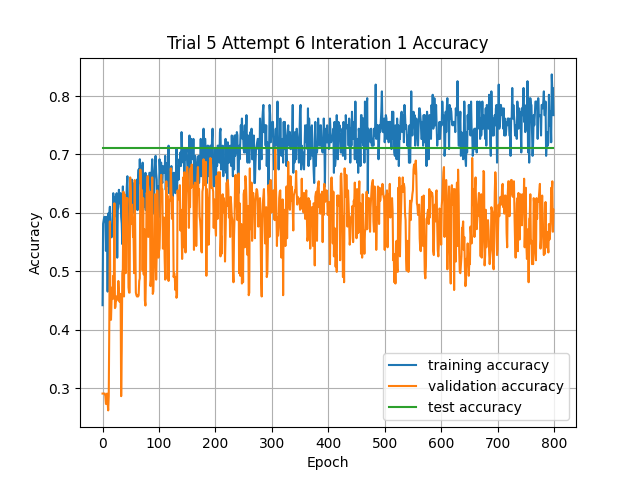 Trial 5 Attempt 6 Interation 1 Accuracy
Accuracy
0.8
0.7
0.6
0.5
0.4
0.3
training accuracy
validation accuracy
test accuracy
0 100 200 300 400 500 600 700 800
Epoch